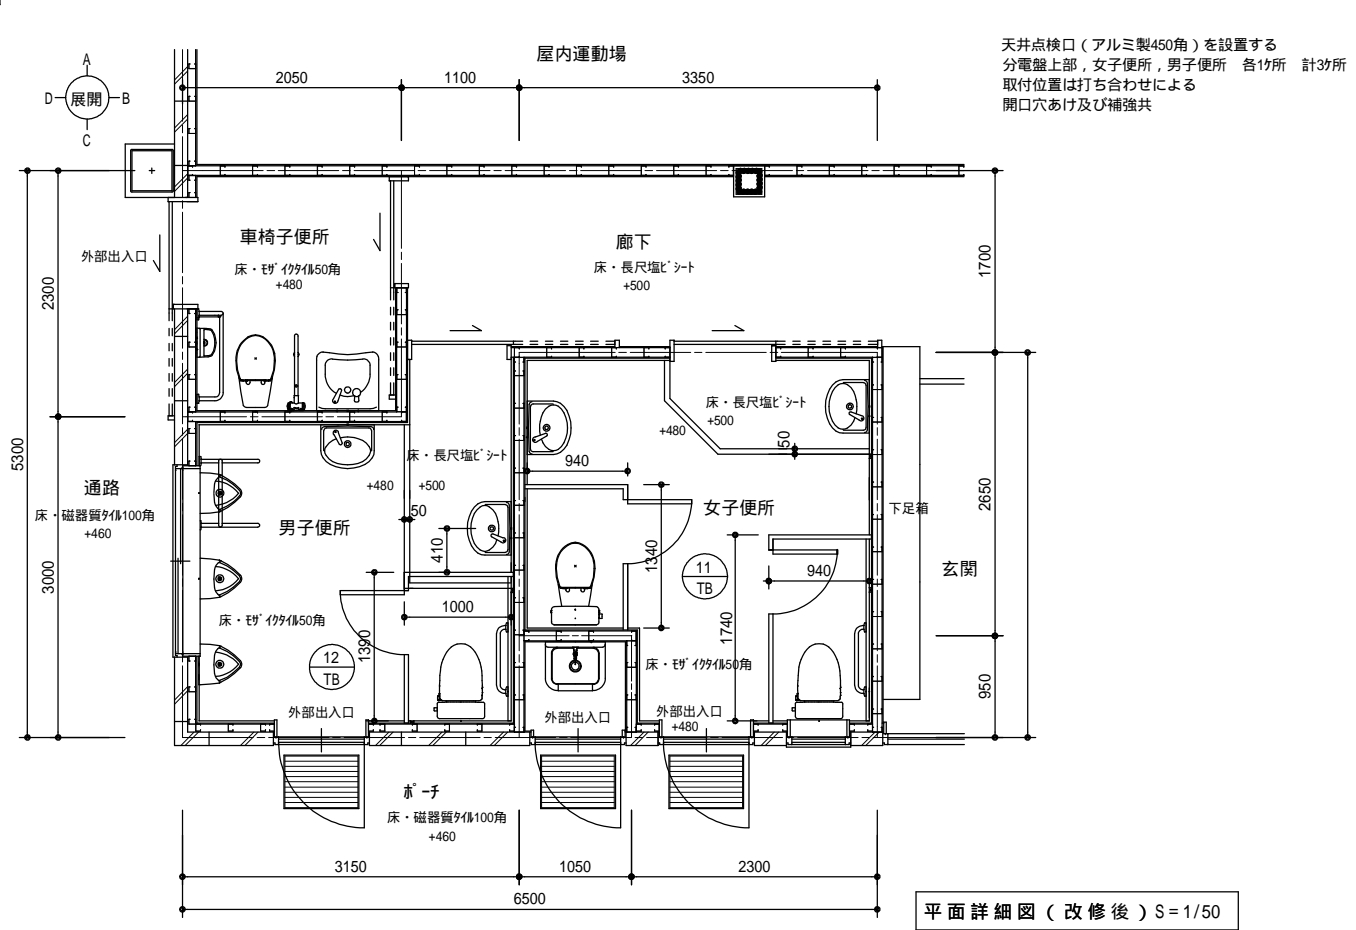 屋内運動場
天井点検口（アルミ製450角）を設置する
分電盤上部，女子便所，男子便所　各1ｹ所　計3ｹ所
取付位置は打ち合わせによる
開口穴あけ及び補強共
A
D
展開
B
C
2050
1100
3350
車椅子便所
床・ﾓｻﾞｲｸﾀｲﾙ50角
+480
廊下
床・長尺塩ﾋﾞｼｰﾄ
+500
外部出入口
2300
1700
5300
床・長尺塩ﾋﾞｼｰﾄ
+500
+480
50
940
床・長尺塩ﾋﾞｼｰﾄ
+480
+500
50
通路
床・磁器質ﾀｲﾙ100角
+460
男子便所
410
女子便所
1340
下足箱
2650
玄関
3000
11
TB
940
床・ﾓｻﾞｲｸﾀｲﾙ50角
1390
1000
1740
12
TB
床・ﾓｻﾞｲｸﾀｲﾙ50角
950
外部出入口
外部出入口
外部出入口
+480
ﾎﾟｰﾁ
床・磁器質ﾀｲﾙ100角
+460
3150
1050
2300
6500
平面詳細図（改修後）S=1/50